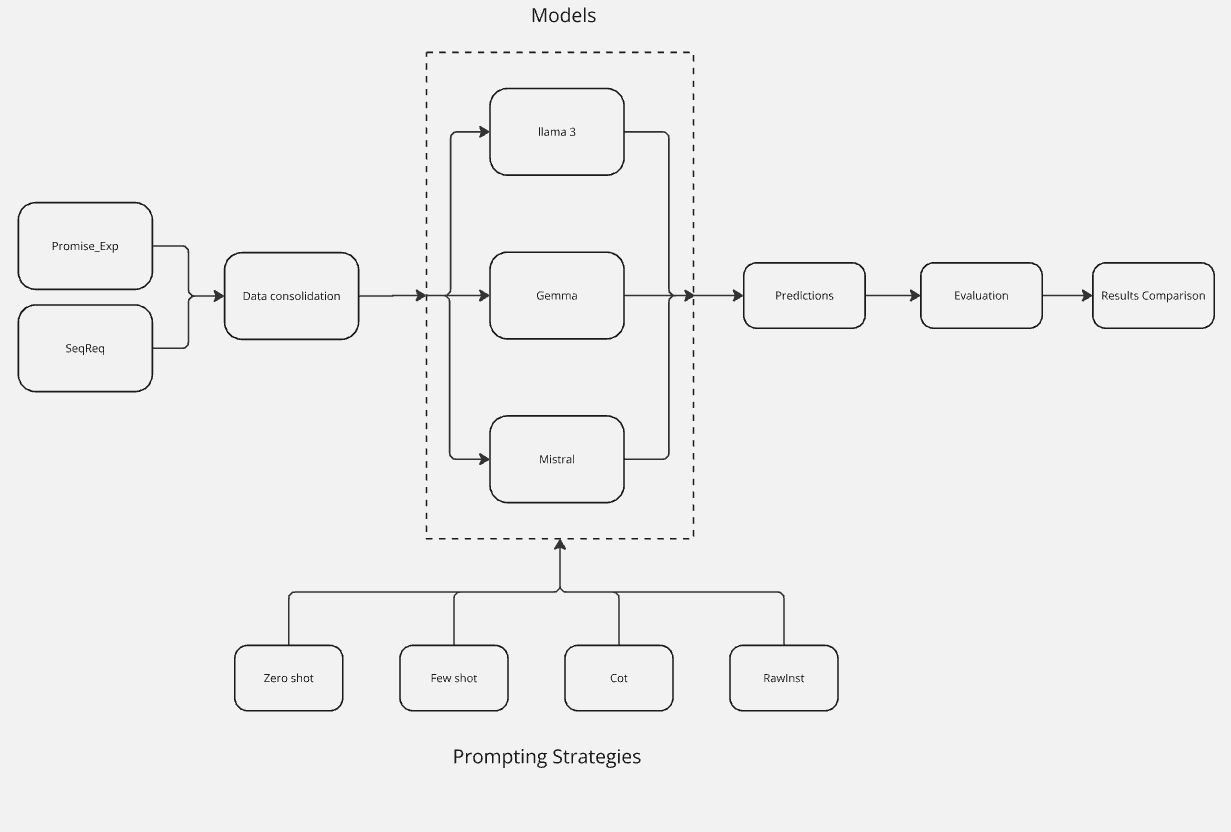 Models
llama 3
Promise_Exp
SeqReq
Data consolidation
Gemma
Mistral
Predictions
Evaluation
Results Comparison
Zero shot
Few shot
Cot
RawInst
Prompting Strategies